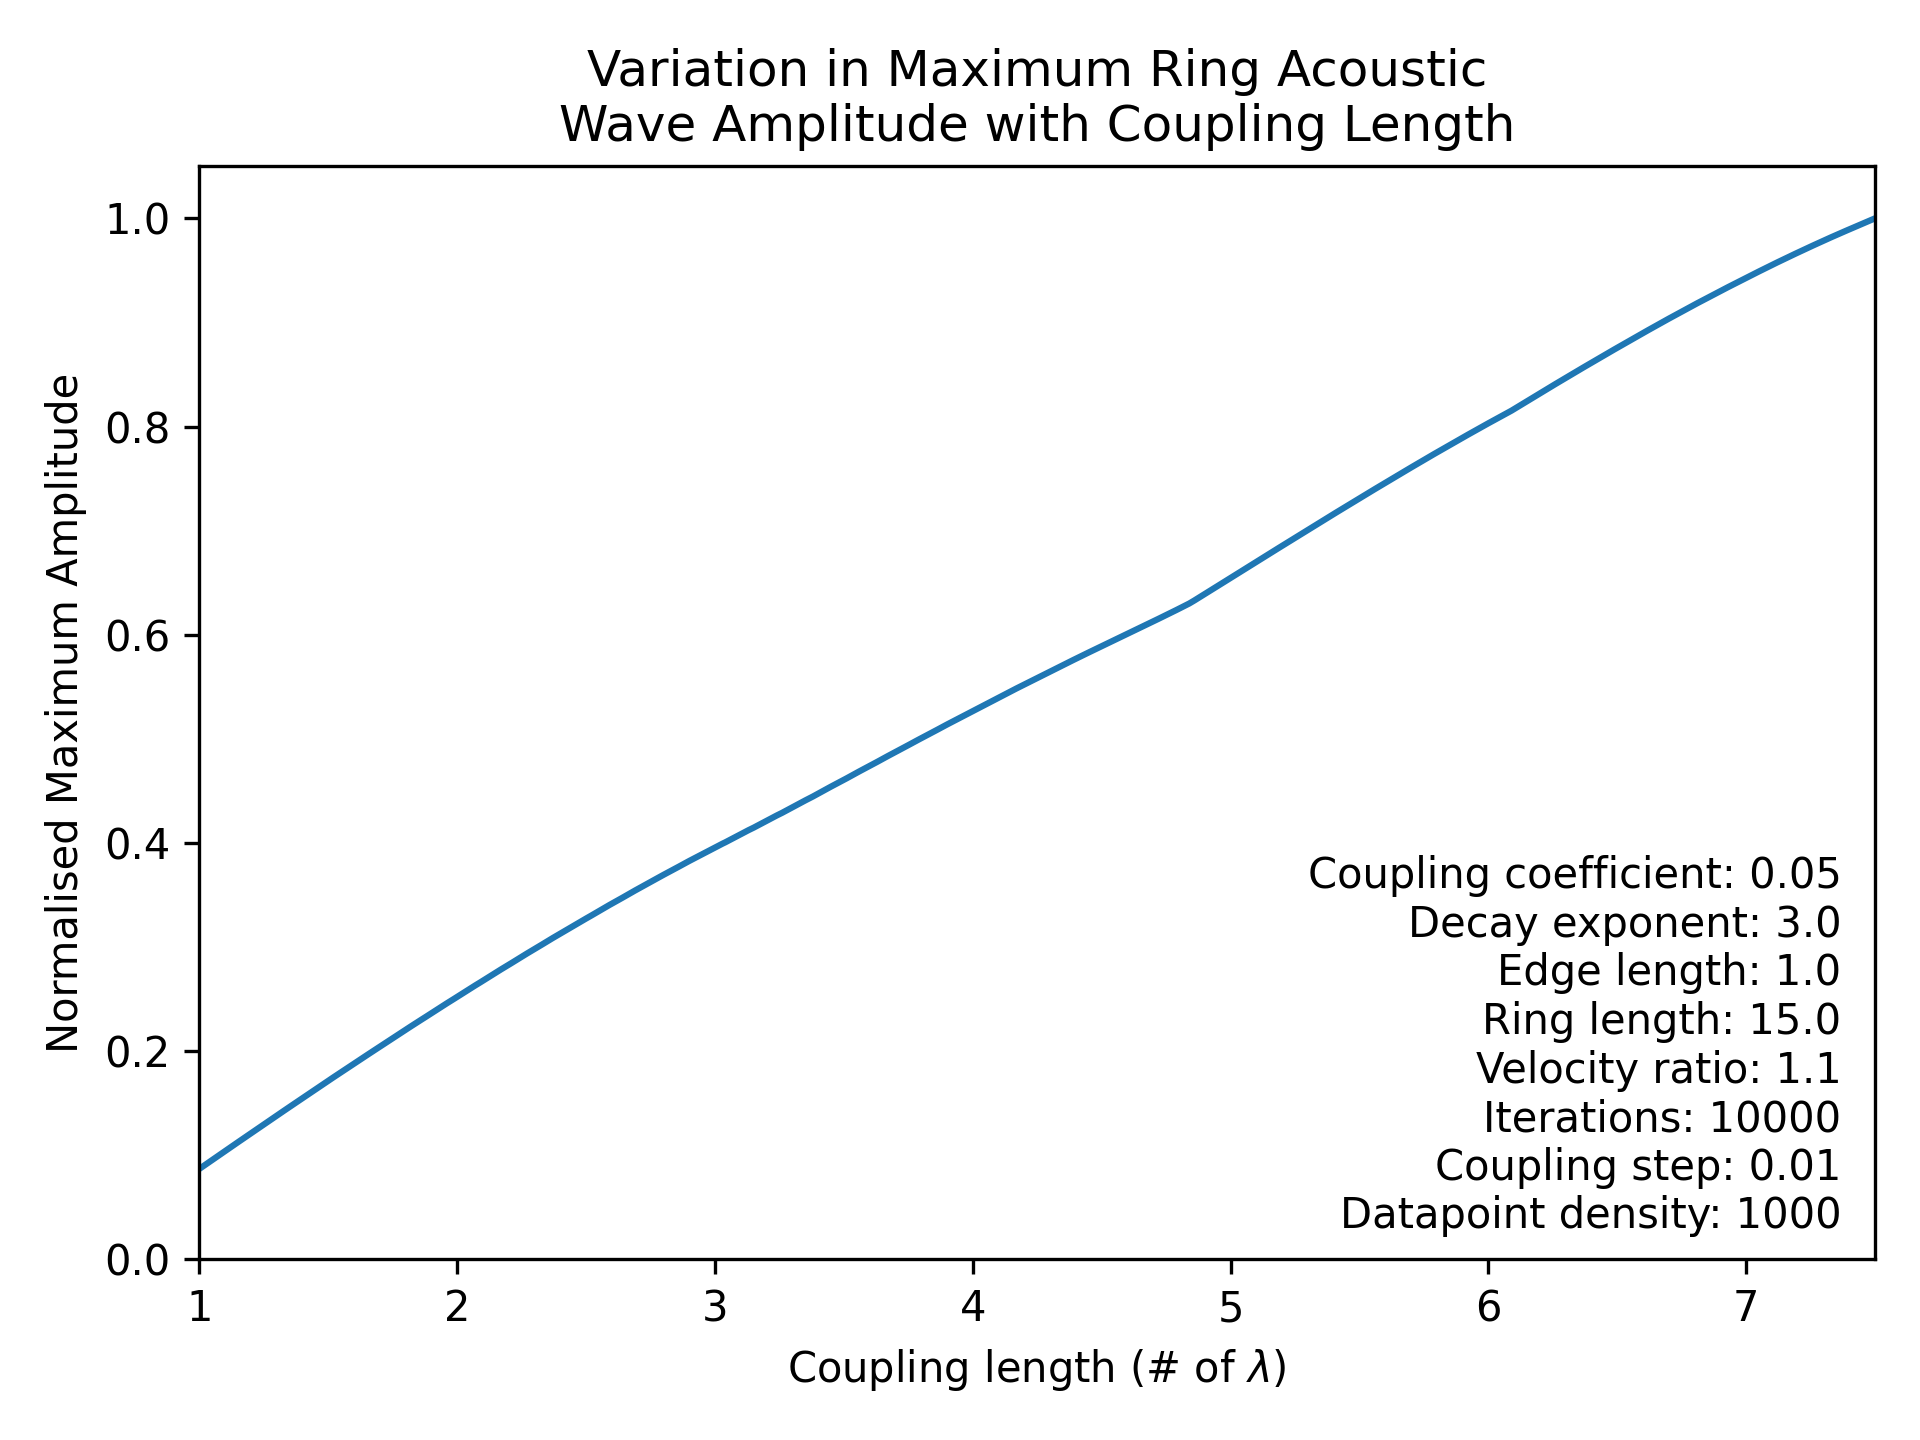 Variation in Maximum Ring Acoustic
Wave Amplitude with Coupling Length
Normalised Maximum Amplitude
1.0
0.8
0.6
0.4
0.2
0.0
Coupling coefficient: 0.05
Decay exponent: 3.0
Edge length: 1.0
Ring length: 15.0
Velocity ratio: 1.1
Iterations: 10000
Coupling step: 0.01
Datapoint density: 1000
1 2 3 4 5 6 7
Coupling length (# of λ)